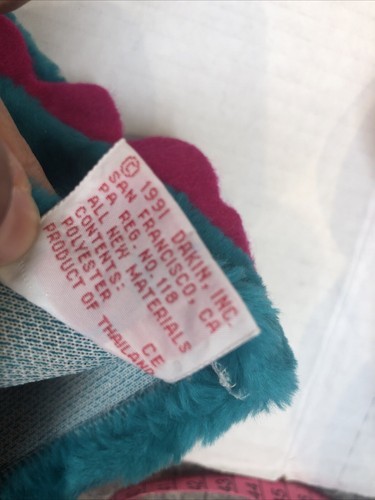 © 1991 DAKIN, INC.
SAN FRANCISCO, CA
PA REG. NO. 118
ALL NEW MATERIALS
CONTENTS:
POLYESTER CE
PRODUCT OF THAILAND